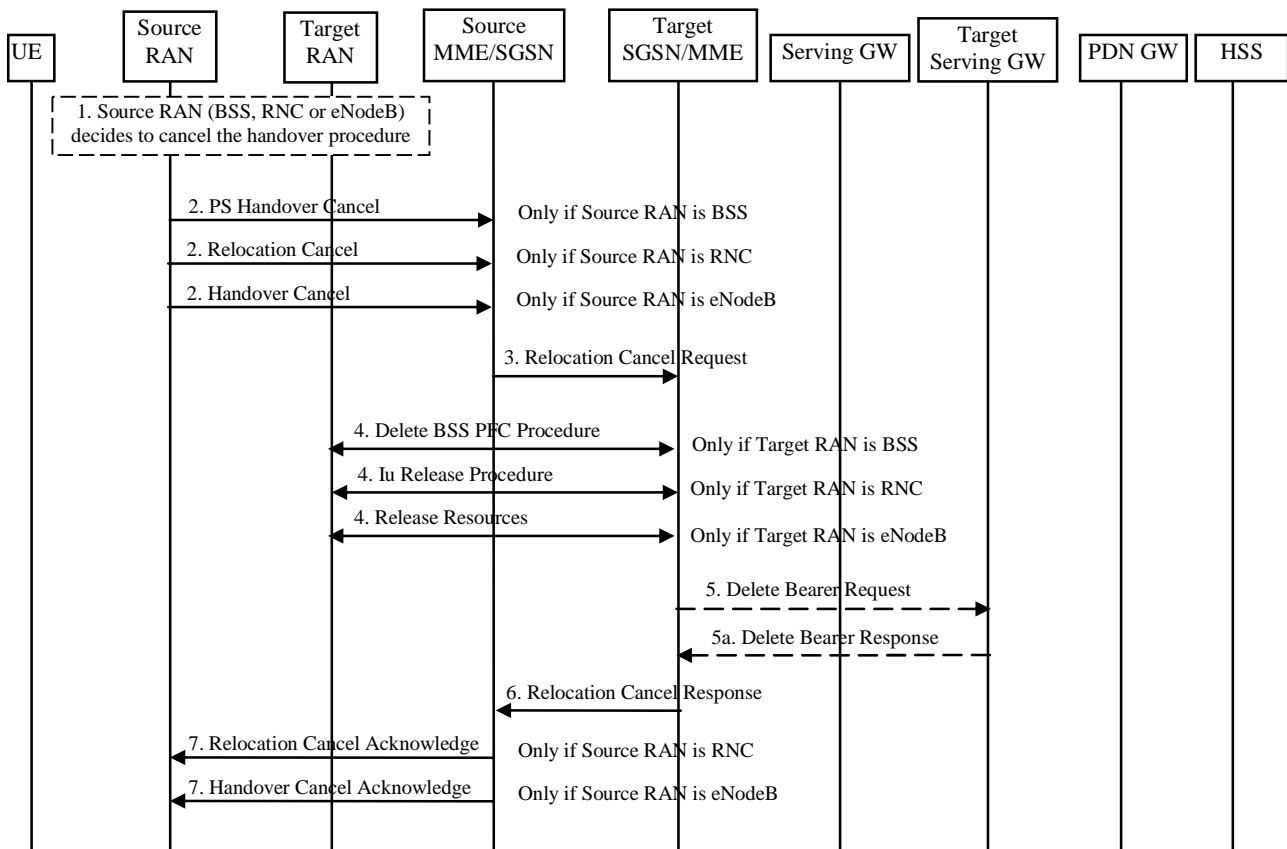 UE
Source
RAN
Target
RAN
Source
MME/SGSN
Target
SGSN/MME
Serving GW
Target
Serving GW
PDN GW
HSS
1. Source RAN (BSS, RNC or eNodeB)
decides to cancel the handover procedure
2. PS Handover Cancel
Only if Source RAN is BSS
2. Relocation Cancel
Only if Source RAN is RNC
2. Handover Cancel
Only if Source RAN is eNodeB
3. Relocation Cancel Request
4. Delete BSS PFC Procedure
Only if Target RAN is BSS
4. Iu Release Procedure
Only if Target RAN is RNC
4. Release Resources
Only if Target RAN is eNodeB
5. Delete Bearer Request
5a. Delete Bearer Response
6. Relocation Cancel Response
7. Relocation Cancel Acknowledge
Only if Source RAN is RNC
7. Handover Cancel Acknowledge
Only if Source RAN is eNodeB